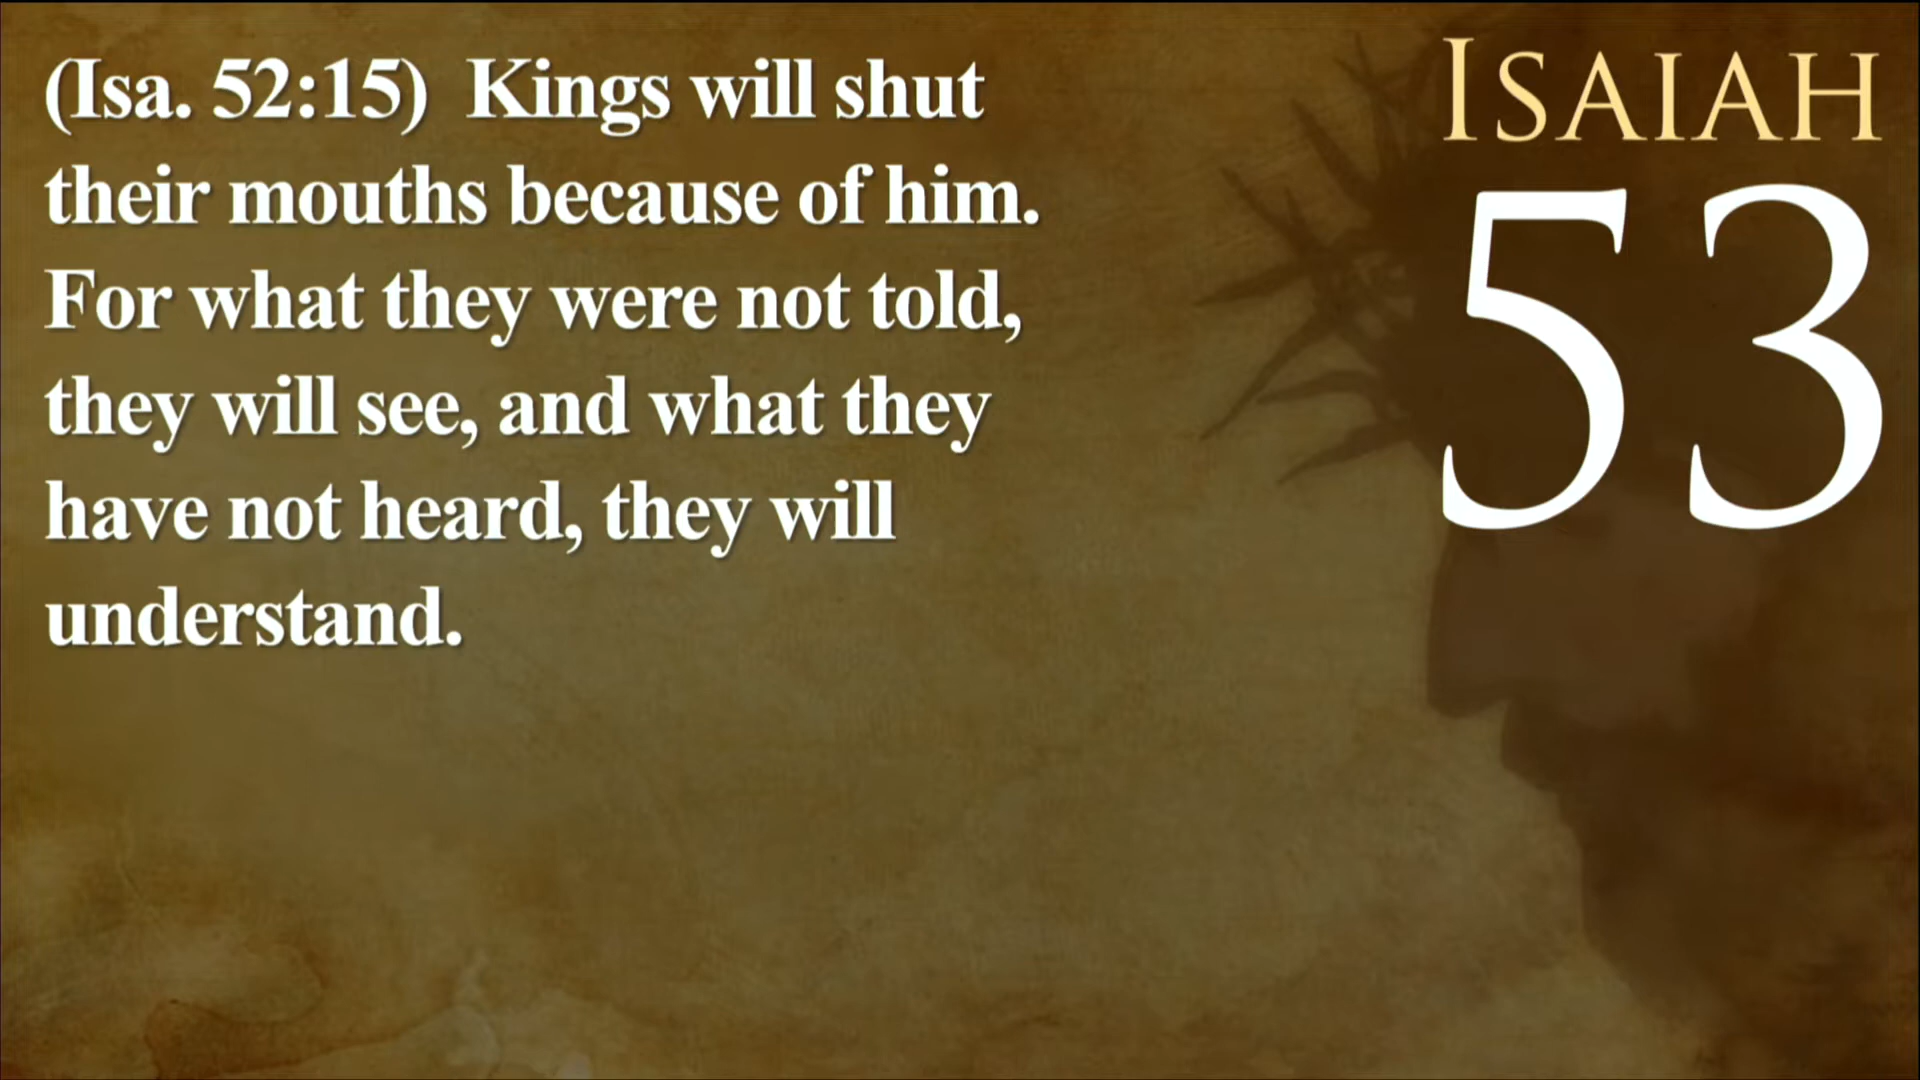 (Isa. 52:15)  Kings will shut
their mouths because of him.
For what they were not told,
they will see, and what they
have not heard, they will
understand.
ISAIAH
53